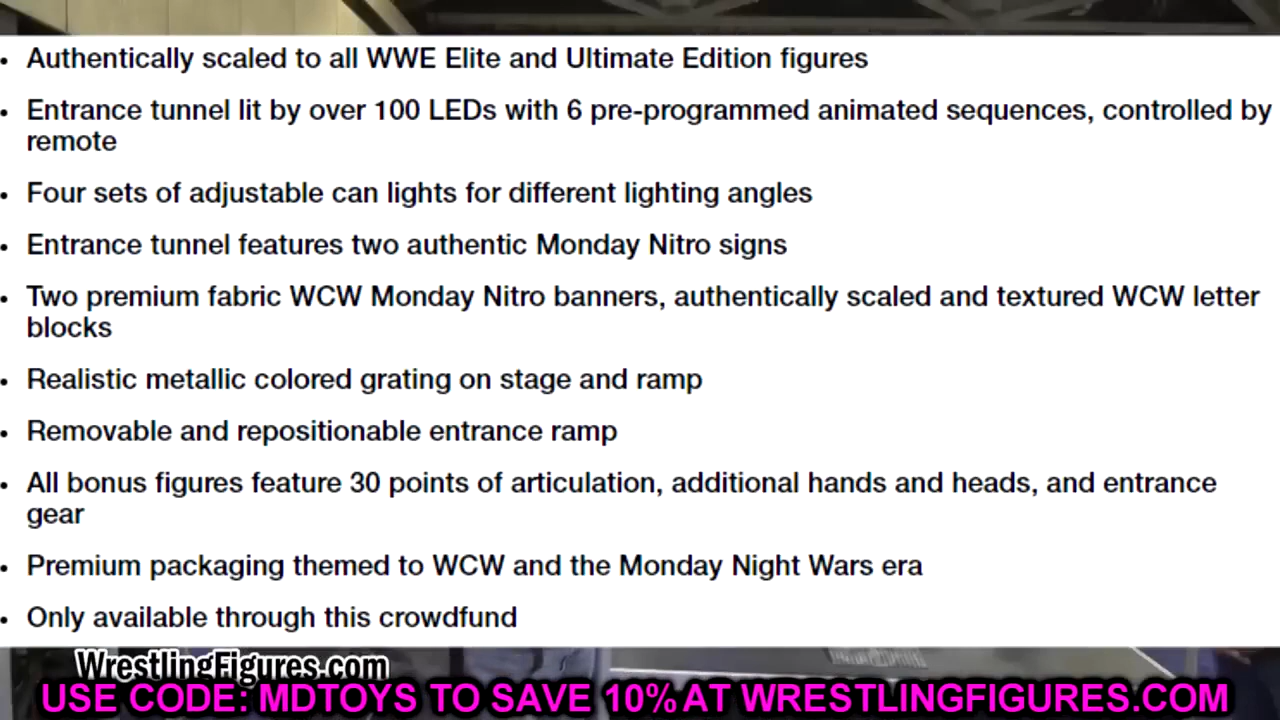 • Authentically scaled to all WWE Elite and Ultimate Edition figures
• Entrance tunnel lit by over 100 LEDs with 6 pre-programmed animated sequences, controlled by
remote
• Four sets of adjustable can lights for different lighting angles
• Entrance tunnel features two authentic Monday Nitro signs
• Two premium fabric WCW Monday Nitro banners, authentically scaled and textured WCW letter
blocks
• Realistic metallic colored grating on stage and ramp
• Removable and repositionable entrance ramp
• All bonus figures feature 30 points of articulation, additional hands and heads, and entrance
gear
• Premium packaging themed to WCW and the Monday Night Wars era
• Only available through this crowdfund
WrestlingFigures.com
USE CODE: MDTOYS TO SAVE 10% AT WRESTLINGFIGURES.COM